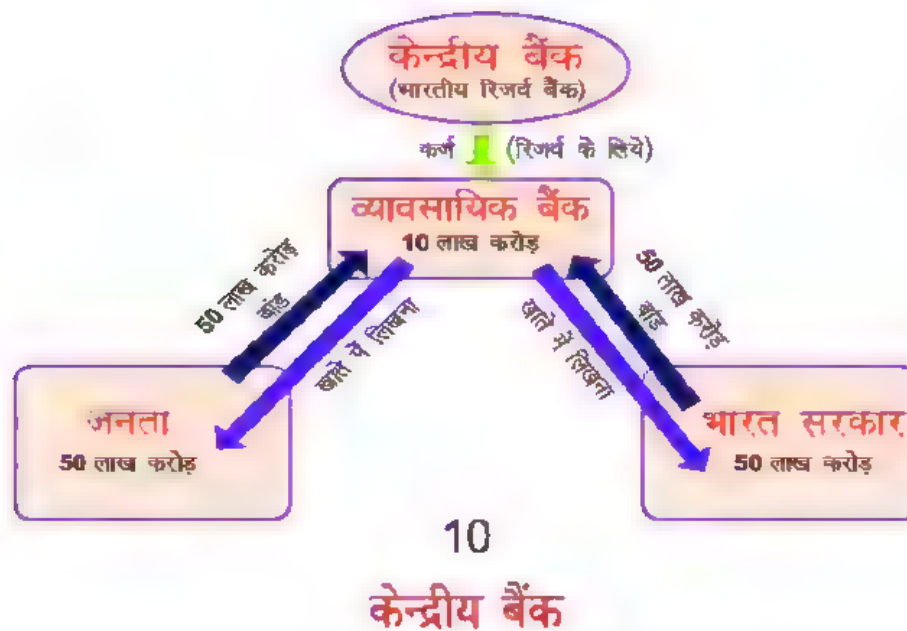 केन्द्रीय बैंक
(भारतीय रिजर्व बैंक)
कर्ज (रिजर्व के लिये)
व्यावसायिक बैंक
10 लाख करोड़
50 लाख करोड़
बांड
खाते में लिखना
50 लाख करोड़
बांड
खाते में लिखना
जनता
50 लाख करोड़
भारत सरकार
50 लाख करोड़
10
केन्द्रीय बैंक